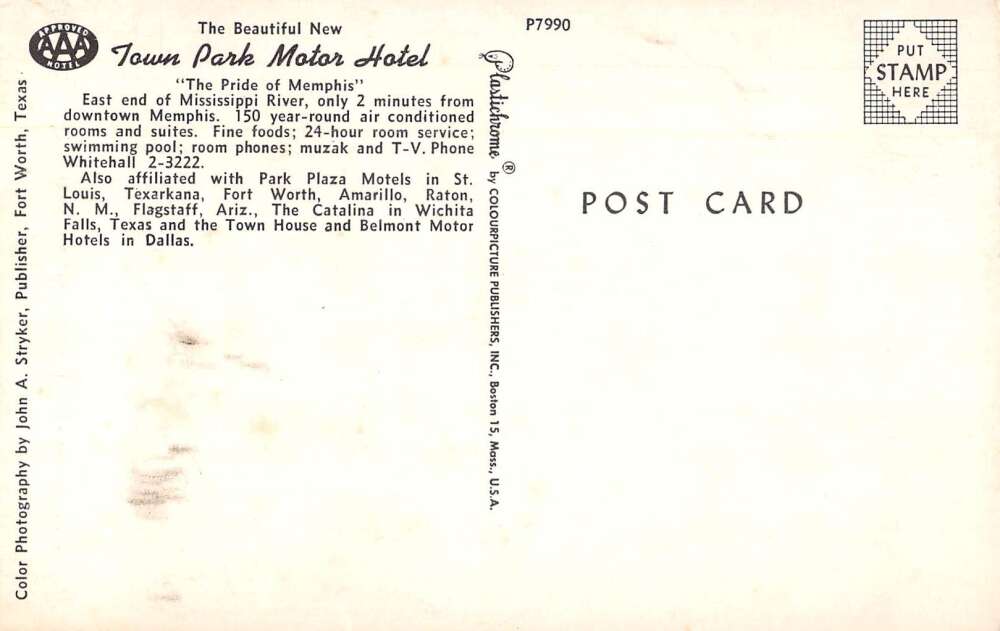 APPROVED
AAA
HOTEL
The Beautiful New
Town Park Motor Hotel
"The Pride of Memphis"
East end of Mississippi River, only 2 minutes from
downtown Memphis. 150 year-round air conditioned
rooms and suites. Fine foods; 24-hour room service;
swimming pool; room phones; muzak and T-V. Phone
Whitehall 2-3222.
Also affiliated with Park Plaza Motels in St.
Louis, Texarkana, Fort Worth, Amarillo, Raton,
N. M., Flagstaff, Ariz., The Catalina in Wichita
Falls, Texas and the Town House and Belmont Motor
Hotels in Dallas.
Color Photography by John A. Stryker, Publisher, Fort Worth, Texas
Plastichrome ® by COLOURPICTURE PUBLISHERS, INC., Boston 15, Mass., U.S.A.
P7990
PUT
STAMP
HERE
POST CARD